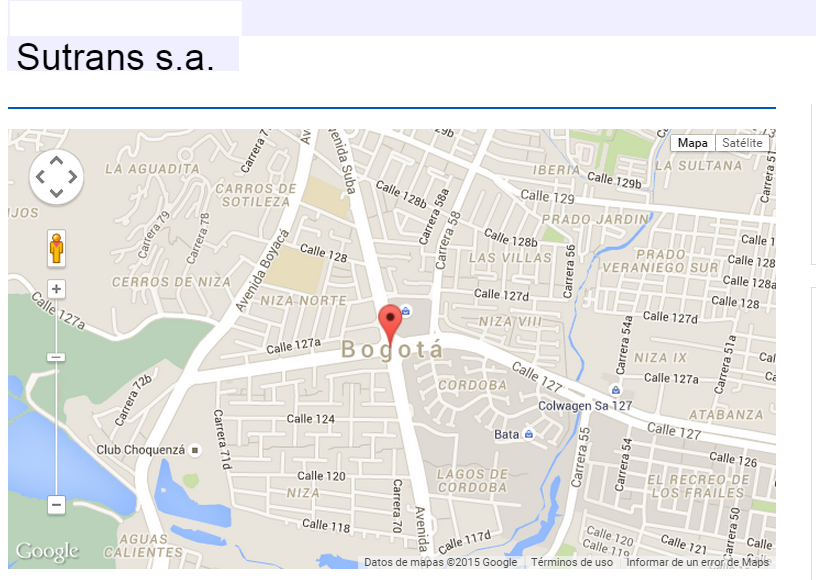 Sutrans s.a.
Mapa
Satélite
LA AGUADITA
Carrera 7
Avenida Suba
IBERIA
Calle 129b
LA SULTANA
Carrera 51
CARROS DE
SOTILEZA
Calle 128b
Carrera 58a
Calle 129
Carrera 79
Carrera 78
Carrera 58
PRADO JARDIN
Avenida Boyacá
Calle 128
Calle 128b
LAS VILLAS
Carrera 56
PRADO
VERANIEGO SUR
Calle 128a
Calle 128a
Calle 128
CERROS DE NIZA
NIZA NORTE
Calle 127d
Calle 127a
NIZA VIII
Calle 127d
Carrera 54a
Carrera 51a
Calle 127a
Bogotá
NIZA IX
Calle 127
Calle 127a
Carrera 72b
CORDOBA
Colwagen Sa 127
ATABANZA
Calle 124
Carrera 71d
Bata
Calle 127
Club Choquenzá
Carrera 55
Carrera 54
Calle 126
Calle 120
LAGOS DE
CORDOBA
EL RECREO DE
LOS FRAILES
NIZA
Carrera 70
Calle 118
Avenida
Calle 117d
Carrera 50
Calle 120
Calle 119
Calle 121
AGUAS
CALIENTES
Google
Datos de mapas ©2015 Google
Términos de uso
Informar de un error de Maps